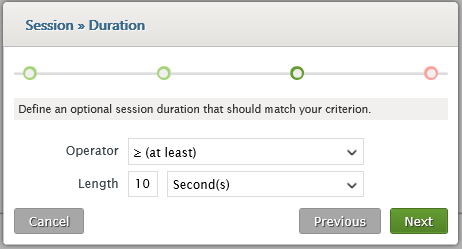 Session » Duration
Define an optional session duration that should match your criterion.
Operator ≥ (at least)
Length 10 Second(s)
Cancel Previous Next